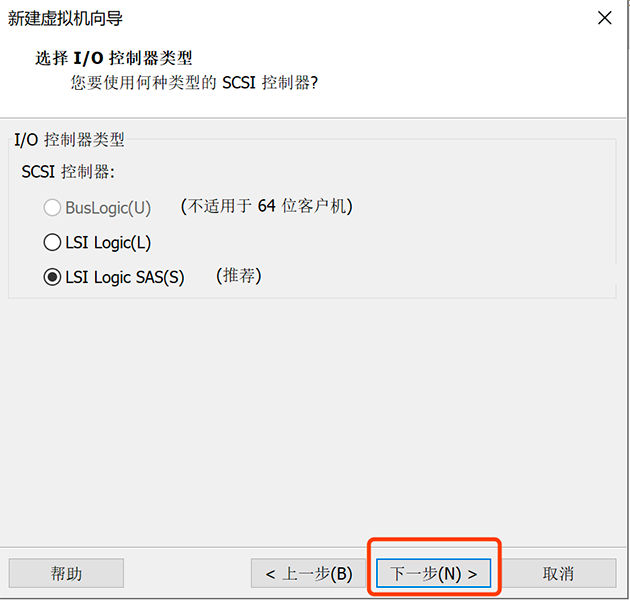 新建虚拟机向导
选择 I/O 控制器类型
您要使用何种类型的 SCSI 控制器?
I/O 控制器类型
SCSI 控制器:
BusLogic(U) (不适用于 64 位客户机)
LSI Logic(L)
LSI Logic SAS(S) (推荐)
帮助 < 上一步(B) 下一步(N) > 取消